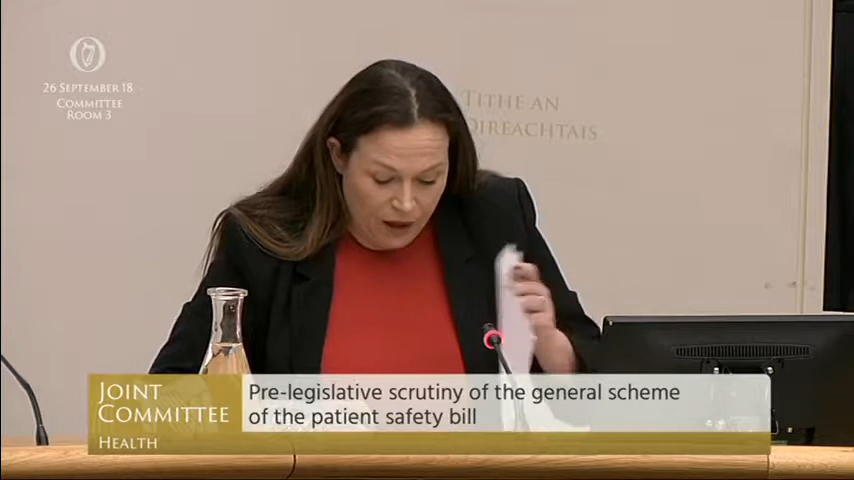 26 September 18
Committee
Room 3
Tithe an
Oireachtais
Joint
Committee
Health
Pre-legislative scrutiny of the general scheme
of the patient safety bill